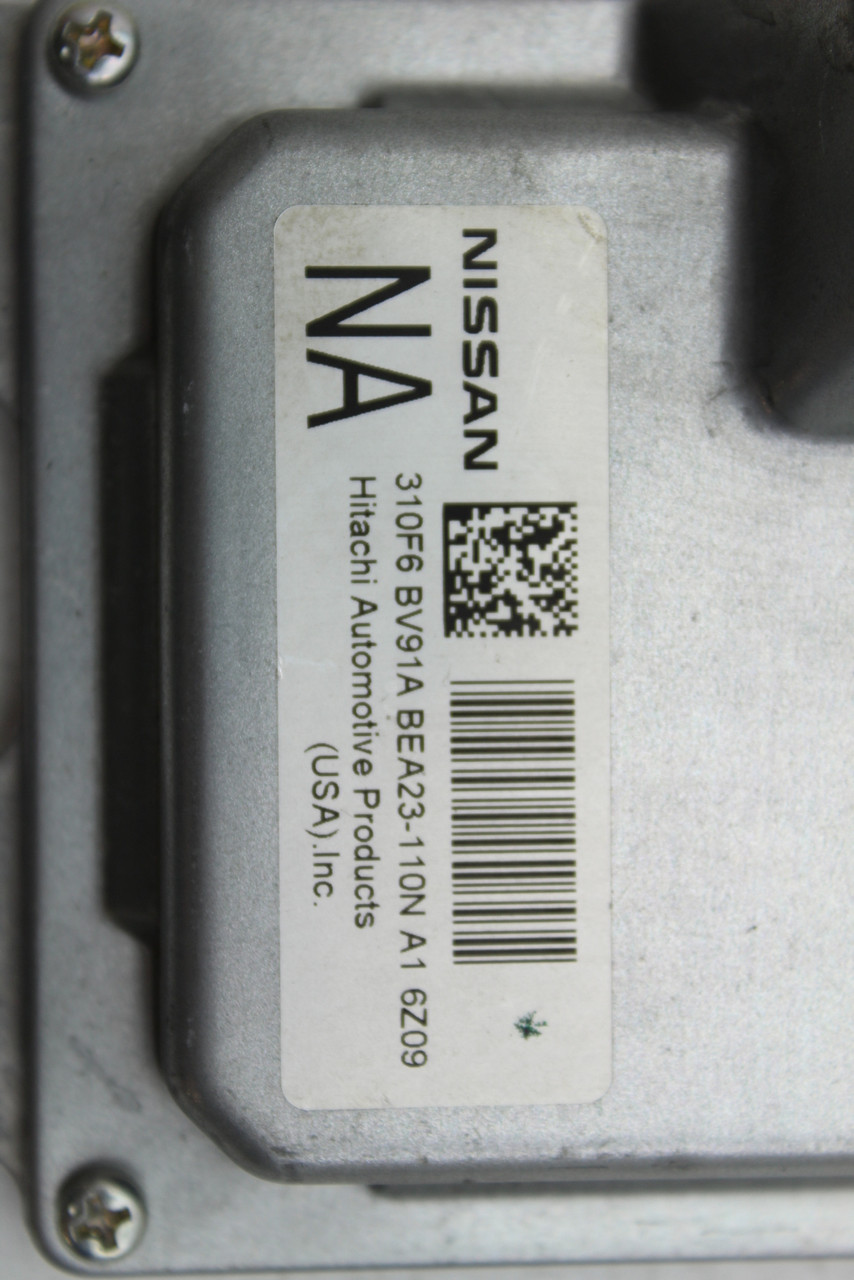 NISSAN
NA
310F6 BV91A BEA23-110N A1 6Z09
Hitachi Automotive Products
(USA).Inc.